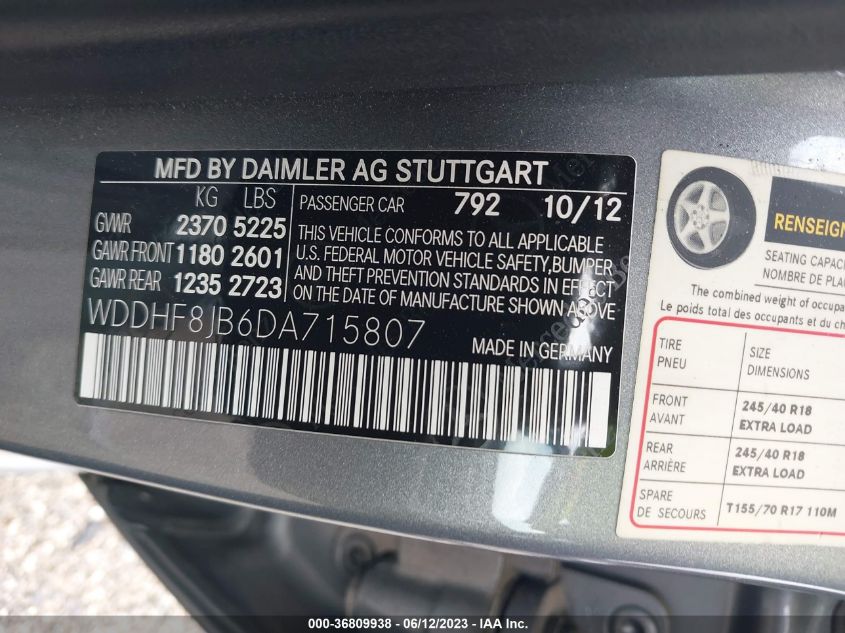 MFD BY DAIMLER AG STUTTGART
KG LBS
GVWR 2370 5225
GAWR FRONT 1180 2601
GAWR REAR 1235 2723
PASSENGER CAR 792 10/12
THIS VEHICLE CONFORMS TO ALL APPLICABLE
U.S. FEDERAL MOTOR VEHICLE SAFETY,BUMPER
AND THEFT PREVENTION STANDARDS IN EFFECT
ON THE DATE OF MANUFACTURE SHOWN ABOVE
WDDHF8JB6DA715807
MADE IN GERMANY
RENSEIGN
SEATING CAPAC
NOMBRE DE PLA
The combined weight of occupa
total des occupants et du ch
TIRE SIZE
PNEU DIMENSIONS
FRONT 245/40 R18
AVANT EXTRA LOAD
REAR 245/40 R18
ARRIÈRE EXTRA LOAD
SPARE T155/70 R17 110M
DE SECOURS
000-36809938 - 06/12/2023 - © IAA, Inc.